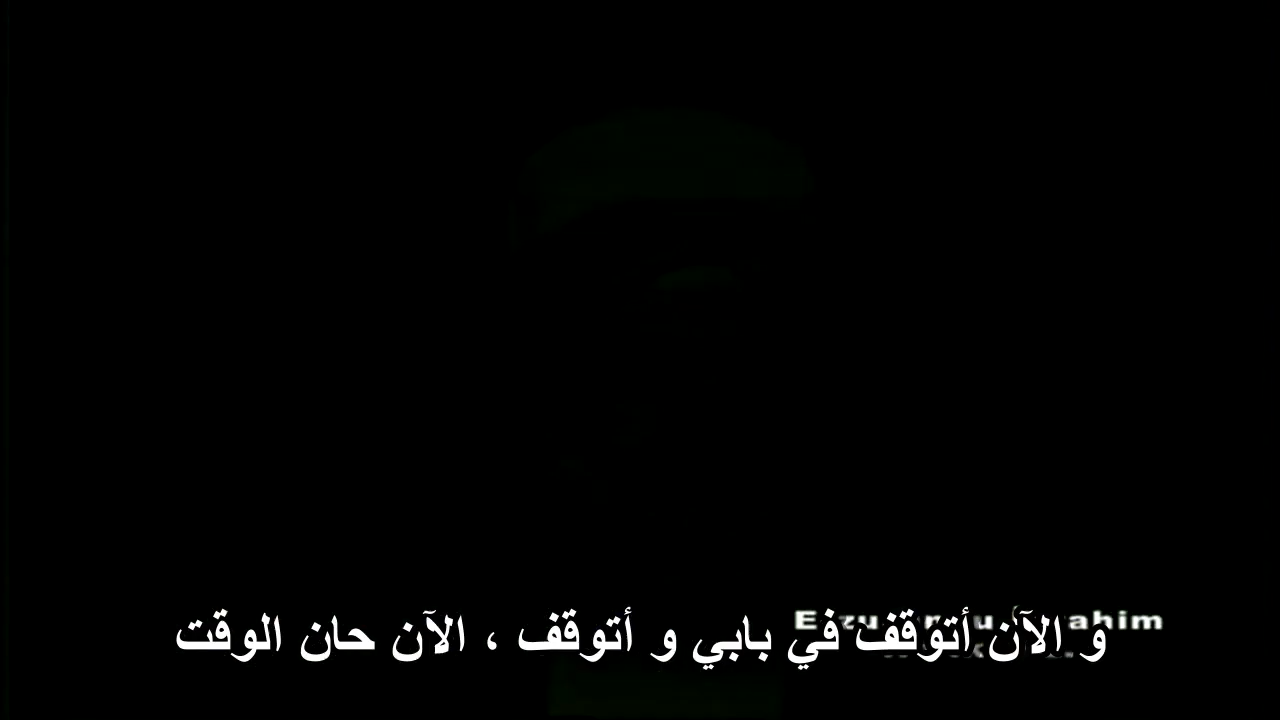 و الآن أتوقف في بابي و أتوقف ، الآن حان الوقت